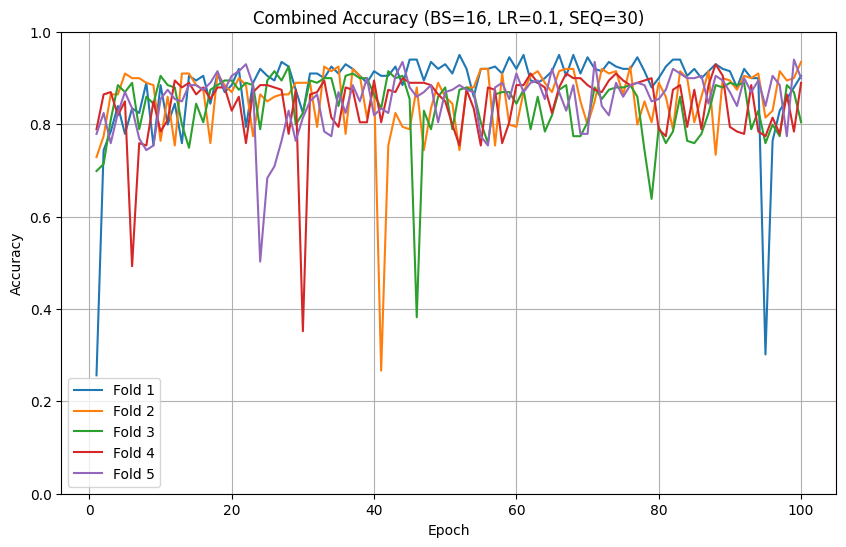 Combined Accuracy (BS=16, LR=0.1, SEQ=30)
1.0
0.8
0.6
0.4
0.2
0.0
Accuracy
Fold 1
Fold 2
Fold 3
Fold 4
Fold 5
0 20 40 60 80 100
Epoch